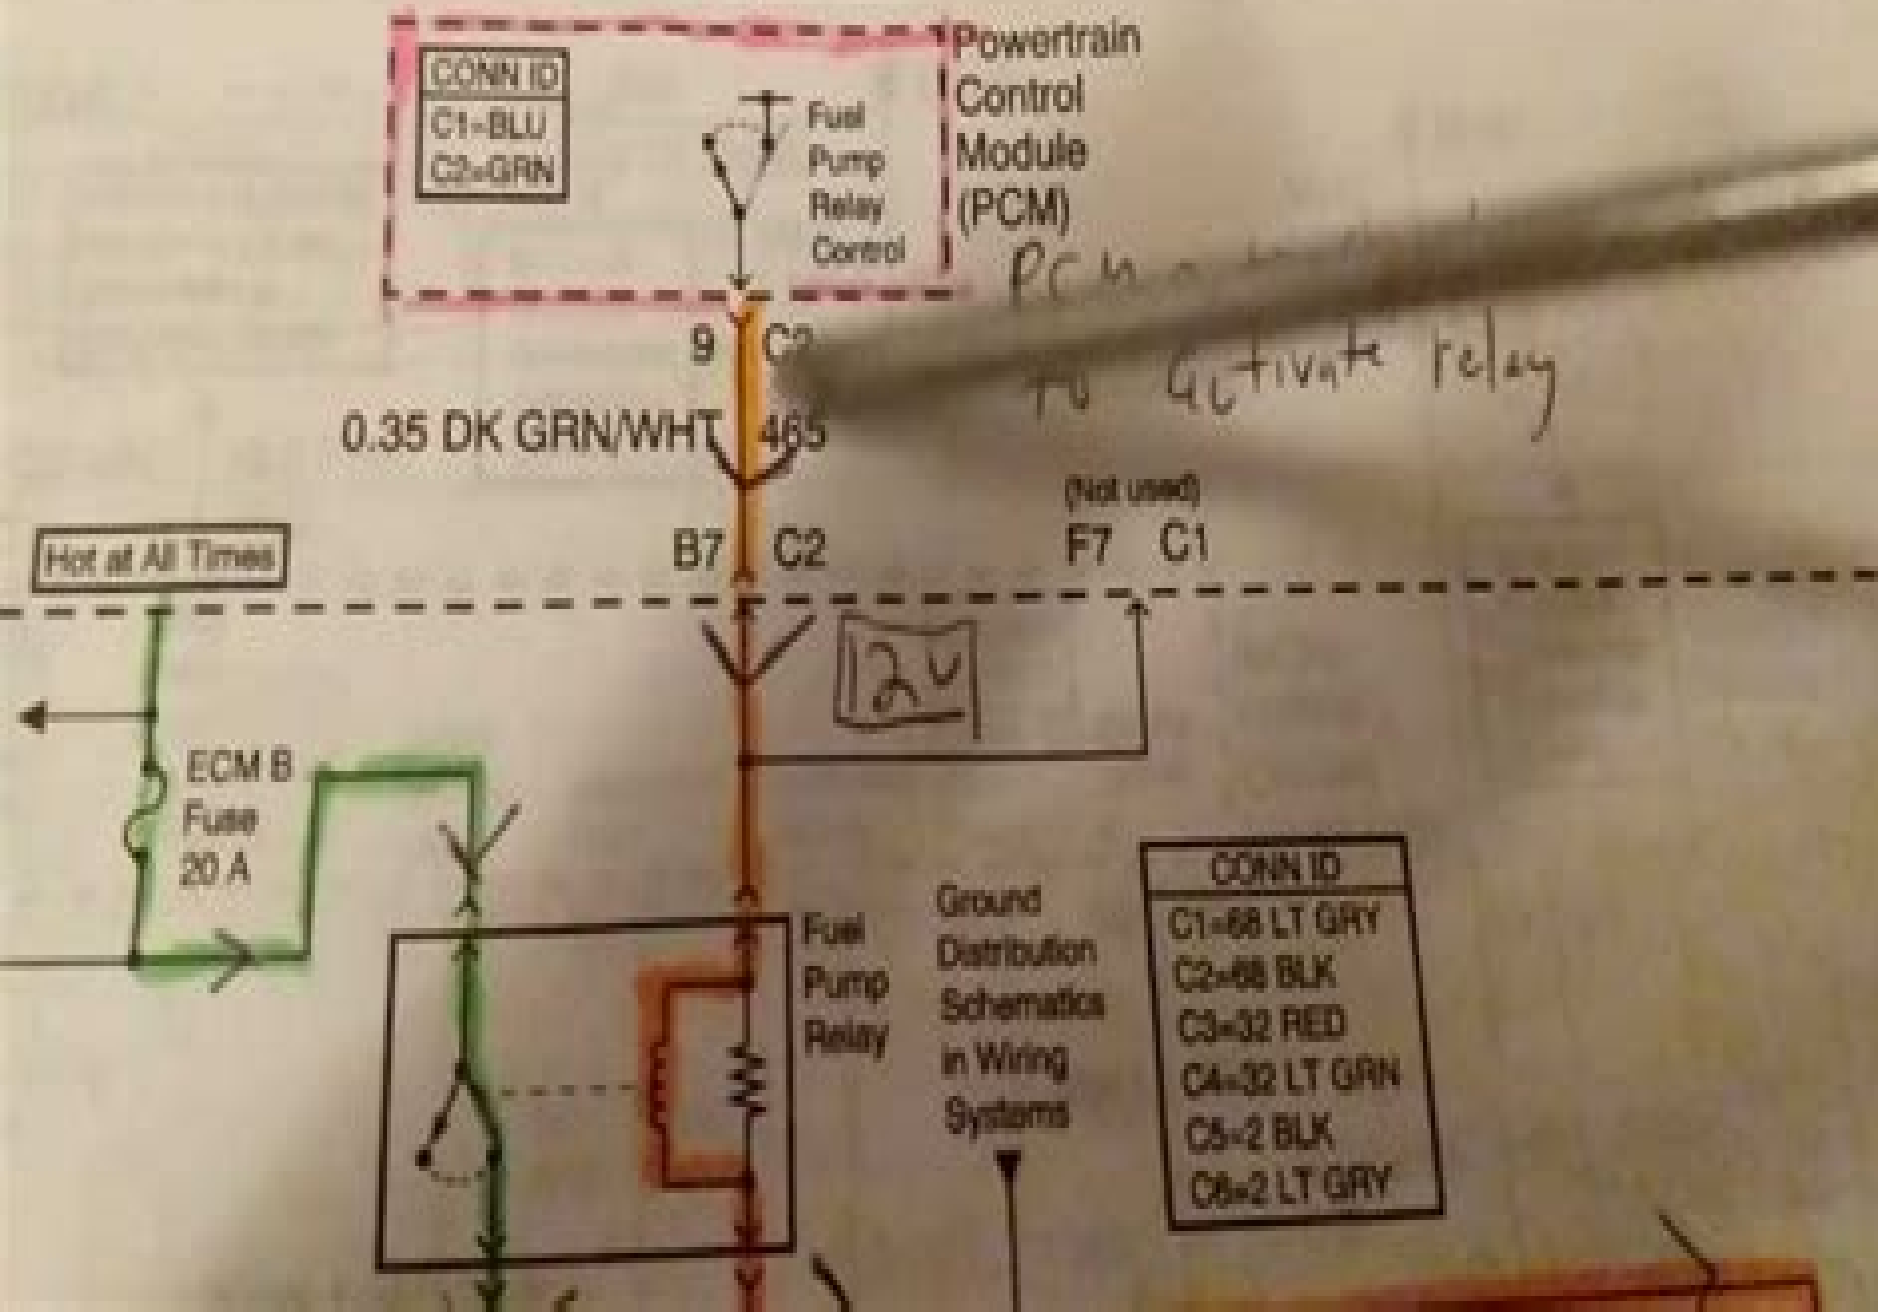 CONN ID
C1=BLU
C2=GRN
Fuel
Pump
Relay
Control
Powertrain
Control
Module
(PCM)
PCM
to activate relay
9 C2
0.35 DK GRN/WHT 465
(Not used)
B7 C2 F7 C1
Hot at All Times
12V
ECM B
Fuse
20 A
Fuel
Pump
Relay
Ground
Distribution
Schematics
in Wiring
Systems
CONN ID
C1=68 LT GRY
C2=68 BLK
C3=32 RED
C4=32 LT GRN
C5=2 BLK
C6=2 LT GRY